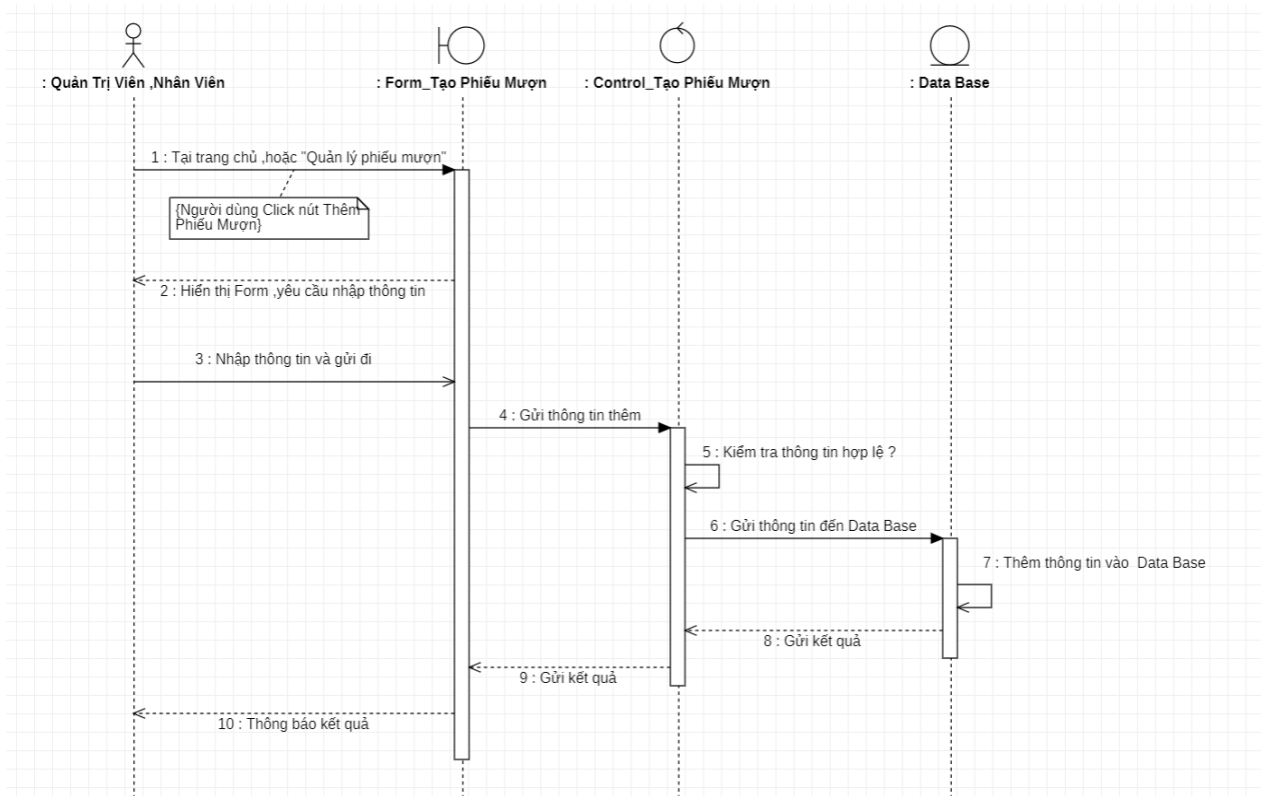 : Quản Trị Viên ,Nhân Viên
: Form_Tạo Phiếu Mượn
: Control_Tạo Phiếu Mượn
: Data Base
1 : Tại trang chủ ,hoặc "Quản lý phiếu mượn"
{Người dùng Click nút Thêm
Phiếu Mượn}
2 : Hiển thị Form ,yêu cầu nhập thông tin
3 : Nhập thông tin và gửi đi
4 : Gửi thông tin thêm
5 : Kiểm tra thông tin hợp lệ ?
6 : Gửi thông tin đến Data Base
7 : Thêm thông tin vào  Data Base
8 : Gửi kết quả
9 : Gửi kết quả
10 : Thông báo kết quả